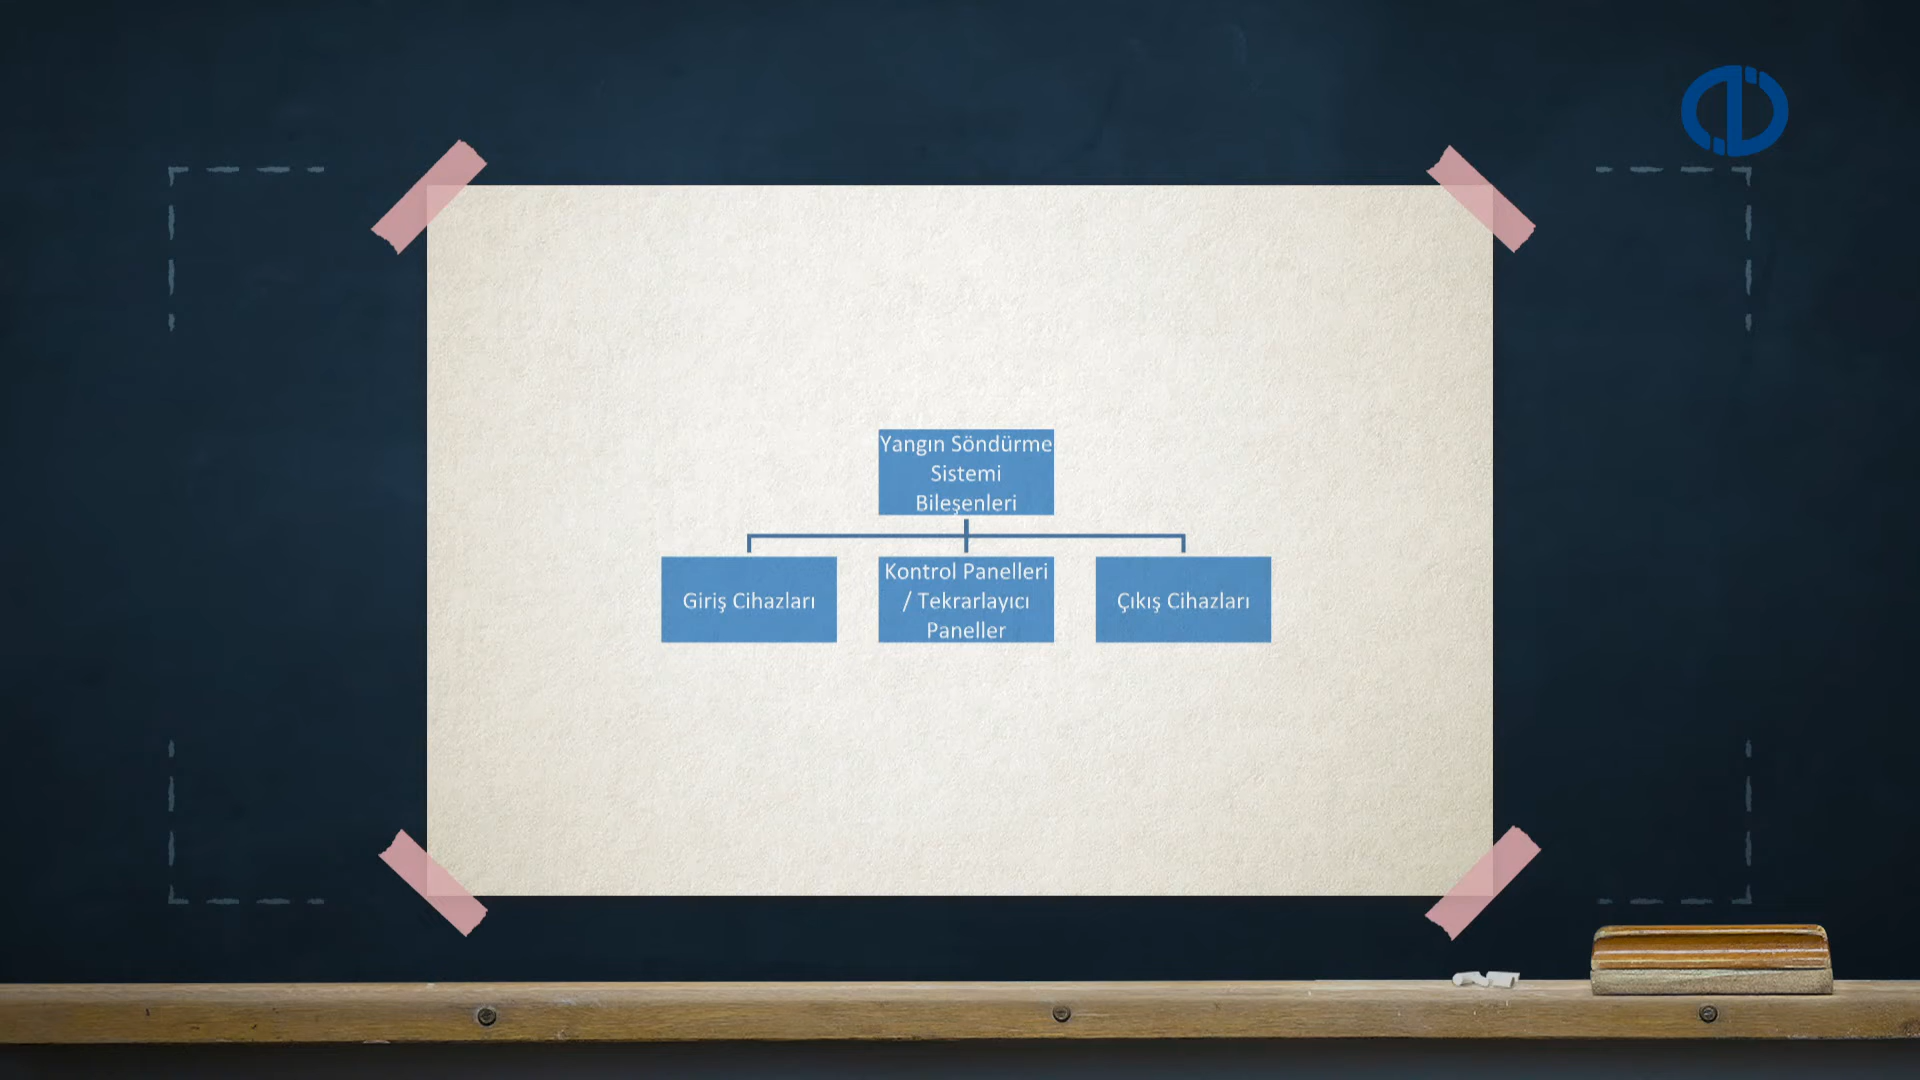 Yangın Söndürme
Sistemi
Bileşenleri
Giriş Cihazları
Kontrol Panelleri
/ Tekrarlayıcı
Paneller
Çıkış Cihazları